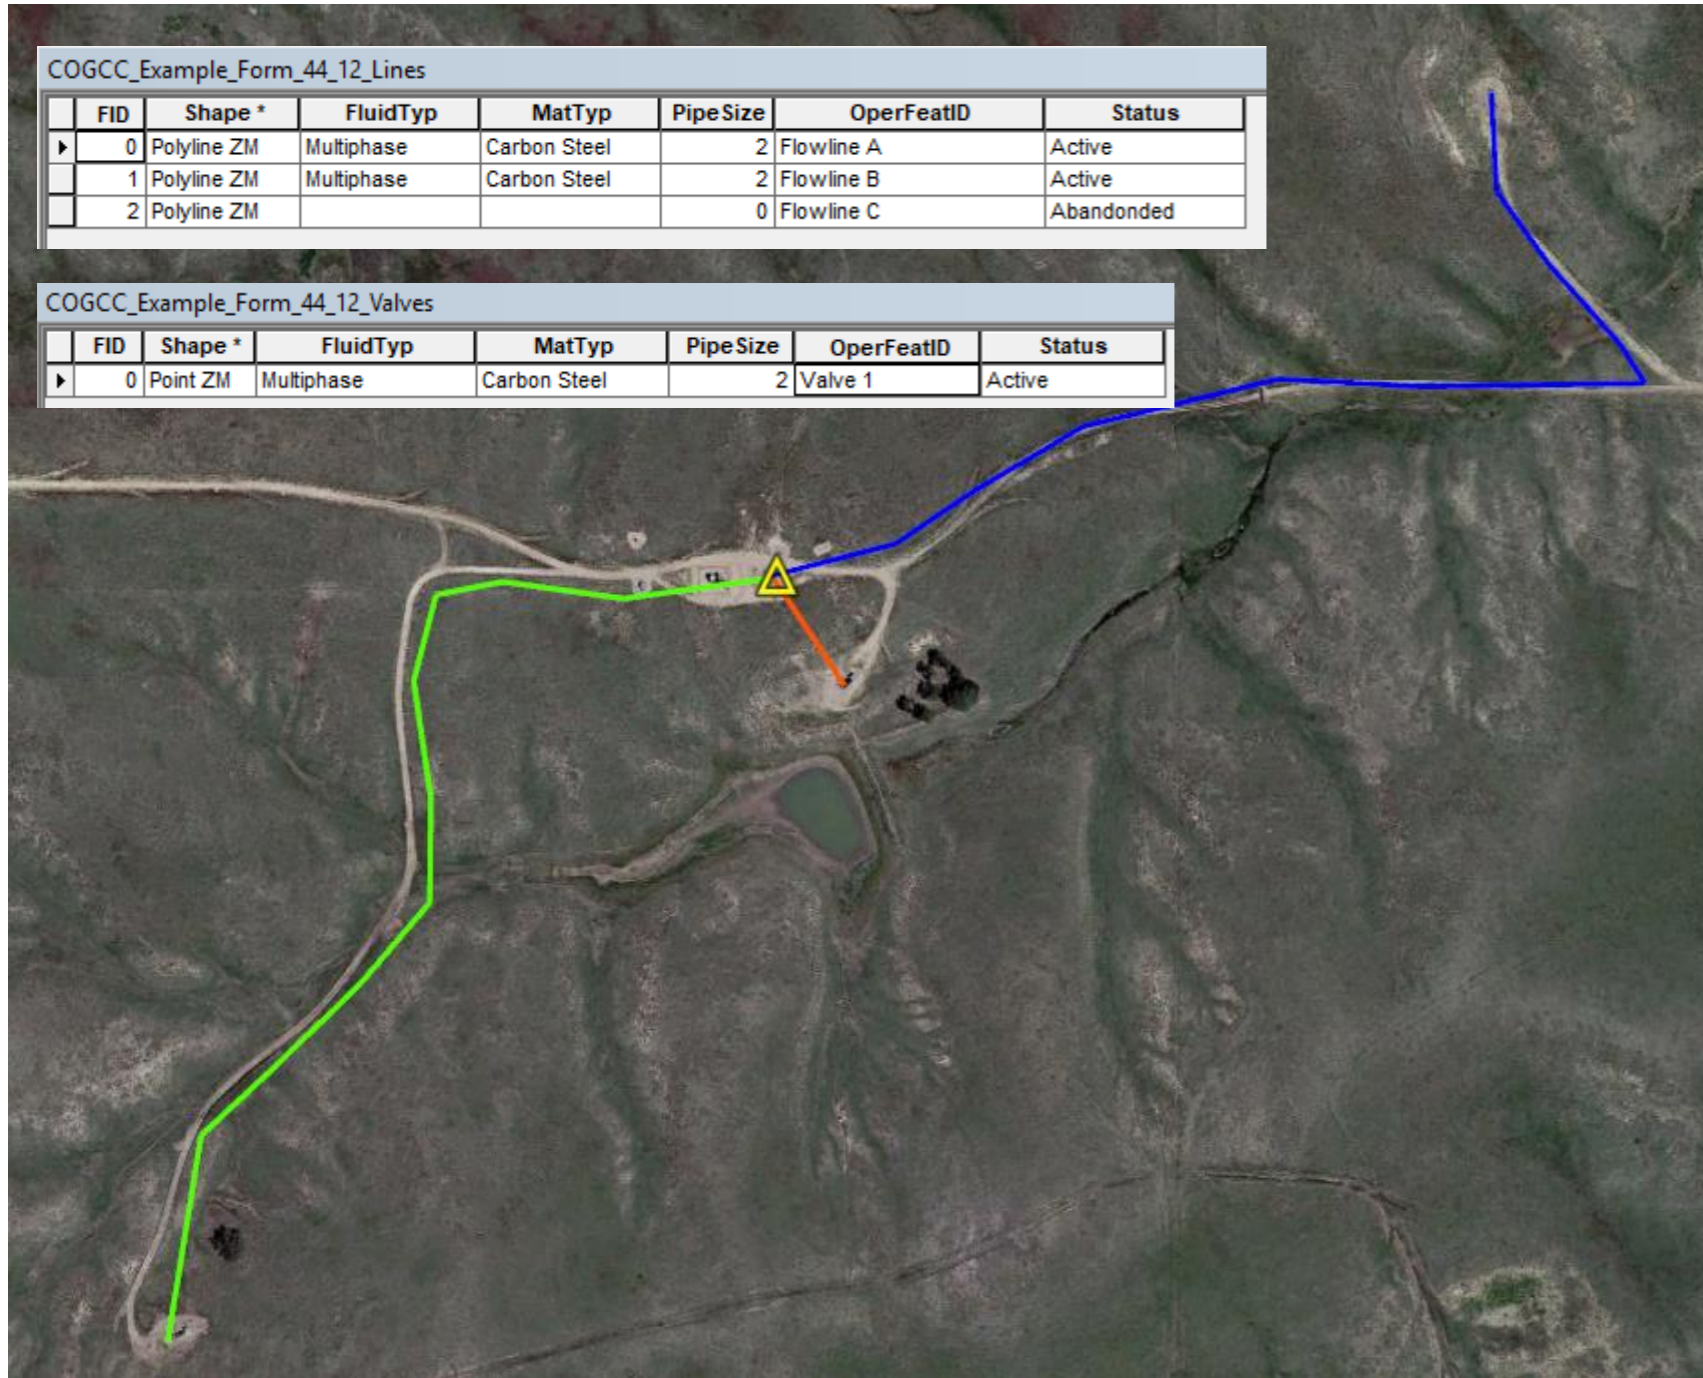 COGCC_Example_Form_44_12_Lines
FID Shape * FluidTyp MatTyp PipeSize OperFeatID Status
0 Polyline ZM Multiphase Carbon Steel 2 Flowline A Active
1 Polyline ZM Multiphase Carbon Steel 2 Flowline B Active
2 Polyline ZM 0 Flowline C Abandonded
COGCC_Example_Form_44_12_Valves
FID Shape * FluidTyp MatTyp PipeSize OperFeatID Status
0 Point ZM Multiphase Carbon Steel 2 Valve 1 Active